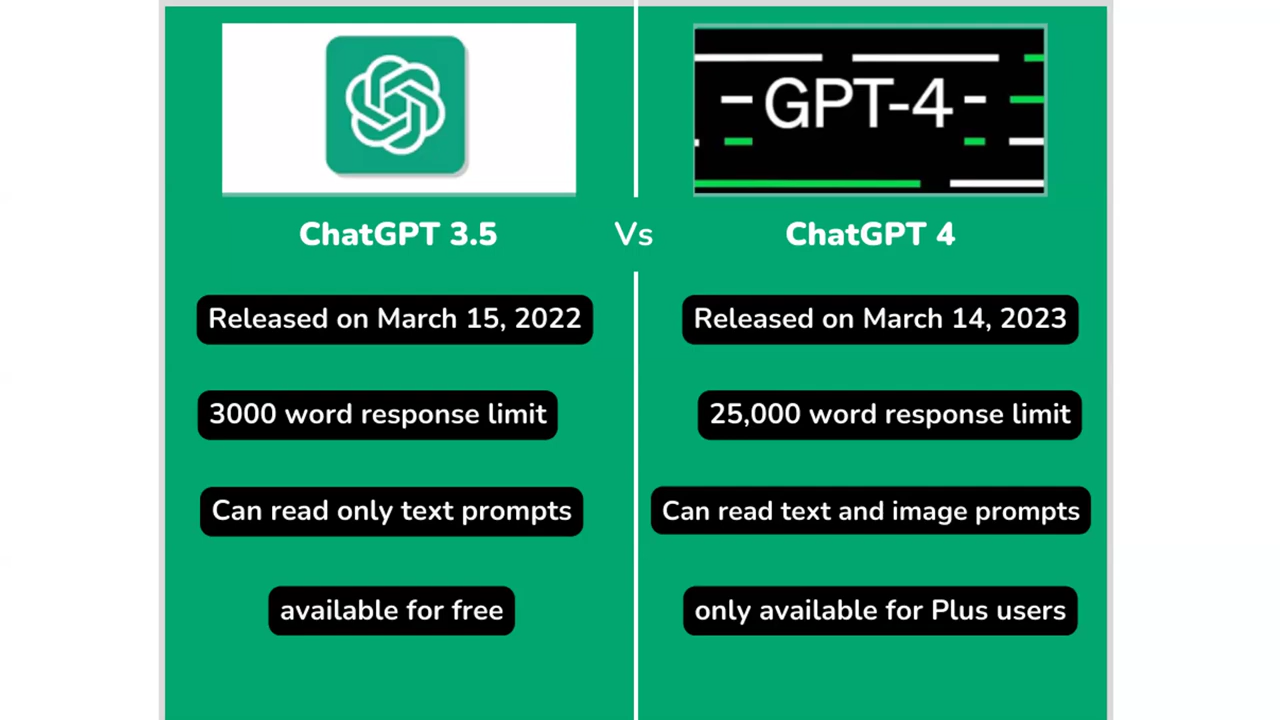 GPT-4
ChatGPT 3.5
Vs
ChatGPT 4
Released on March 15, 2022
Released on March 14, 2023
3000 word response limit
25,000 word response limit
Can read only text prompts
Can read text and image prompts
available for free
only available for Plus users